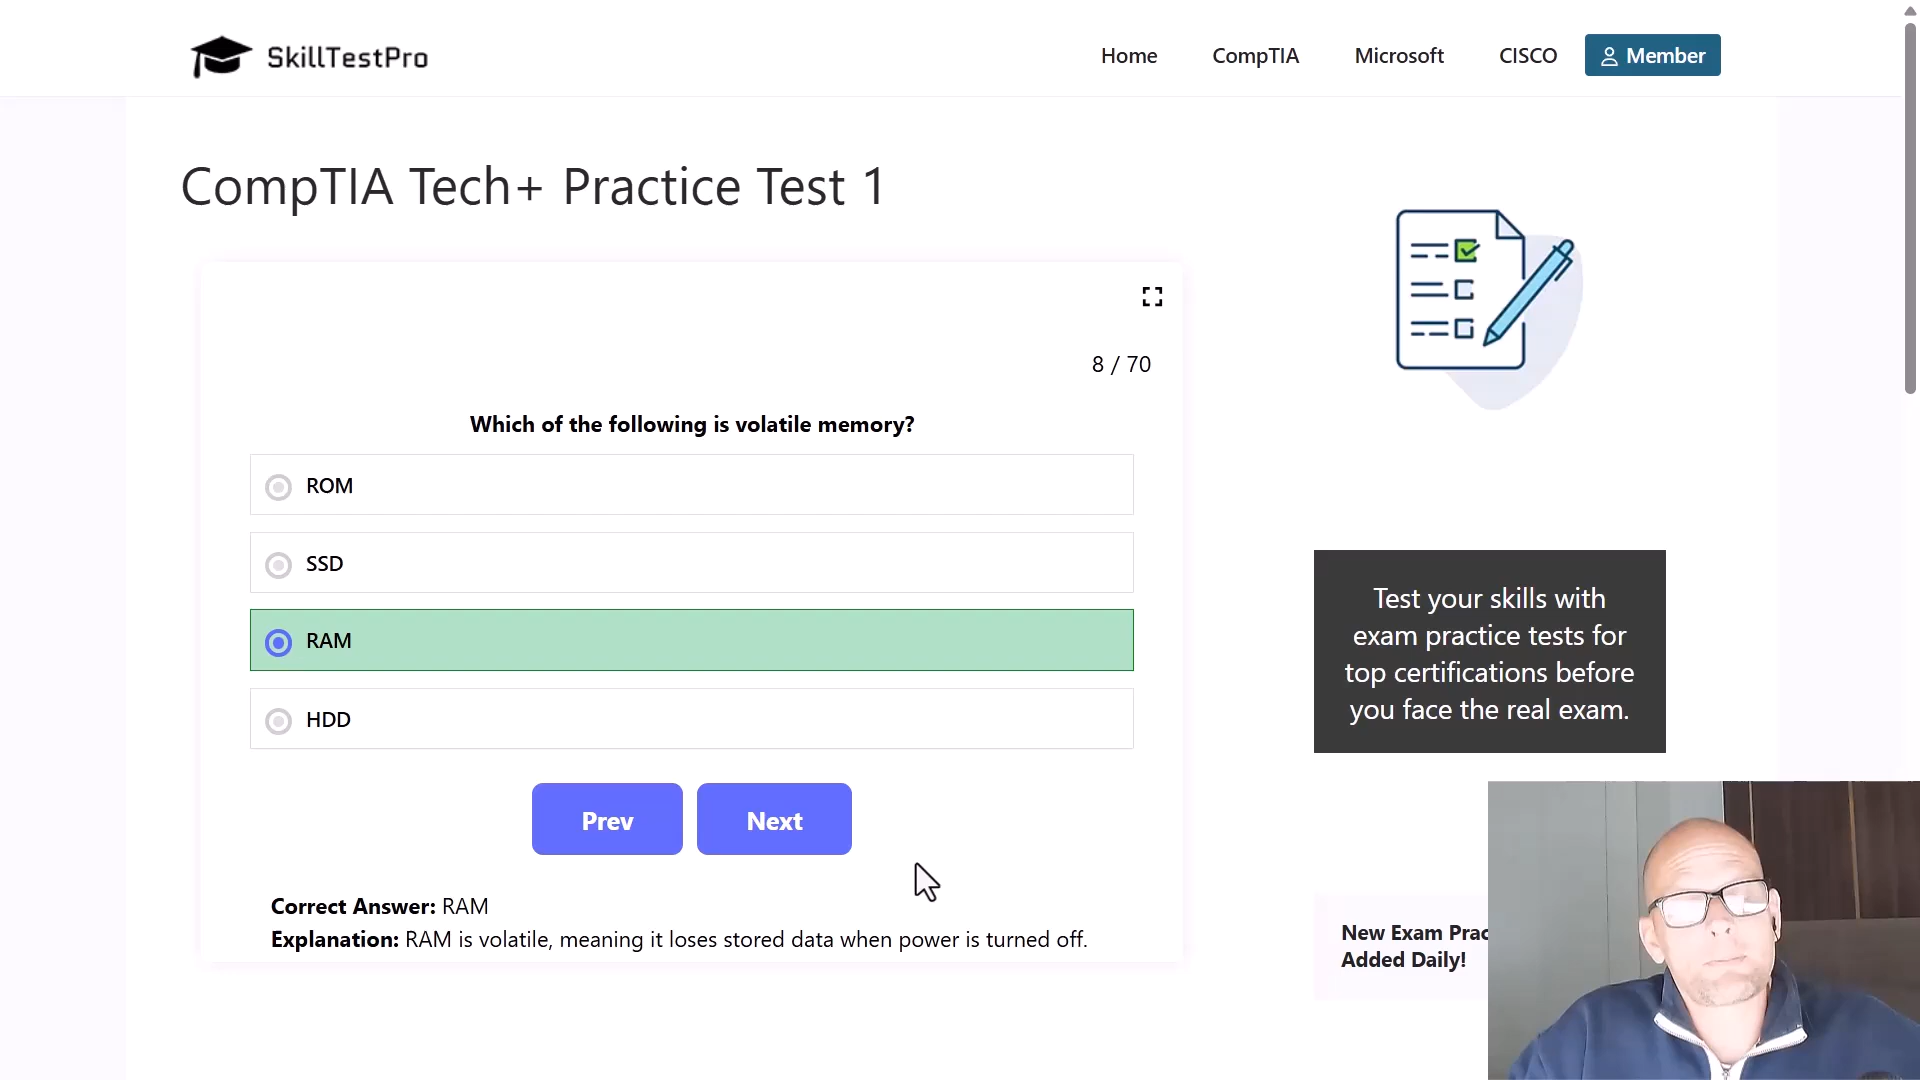 SkillTestPro
Home CompTIA Microsoft CISCO Member
CompTIA Tech+ Practice Test 1
8 / 70
Which of the following is volatile memory?
ROM
SSD
RAM
HDD
Prev Next
Correct Answer: RAM
Explanation: RAM is volatile, meaning it loses stored data when power is turned off.
Test your skills with
exam practice tests for
top certifications before
you face the real exam.
New Exam
Added Daily!